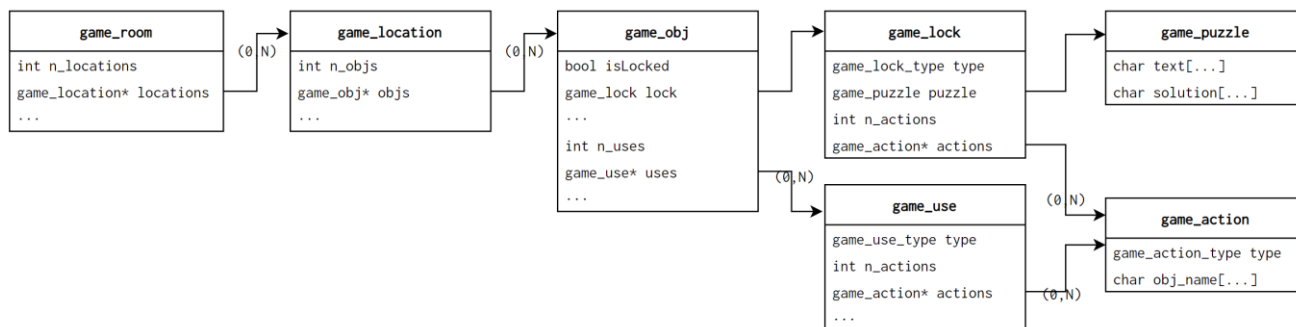 game_room
int n_locations
game_location* locations
...
(0,N)
game_location
int n_objs
game_obj* objs
...
(0,N)
game_obj
bool isLocked
game_lock lock
...
int n_uses
game_use* uses
...
(0,N)
game_lock
game_lock_type type
game_puzzle puzzle
int n_actions
game_action* actions
(0,N)
game_puzzle
char text[...]
char solution[...]
game_use
game_use_type type
int n_actions
game_action* actions
...
(0,N)
game_action
game_action_type type
char obj_name[...]